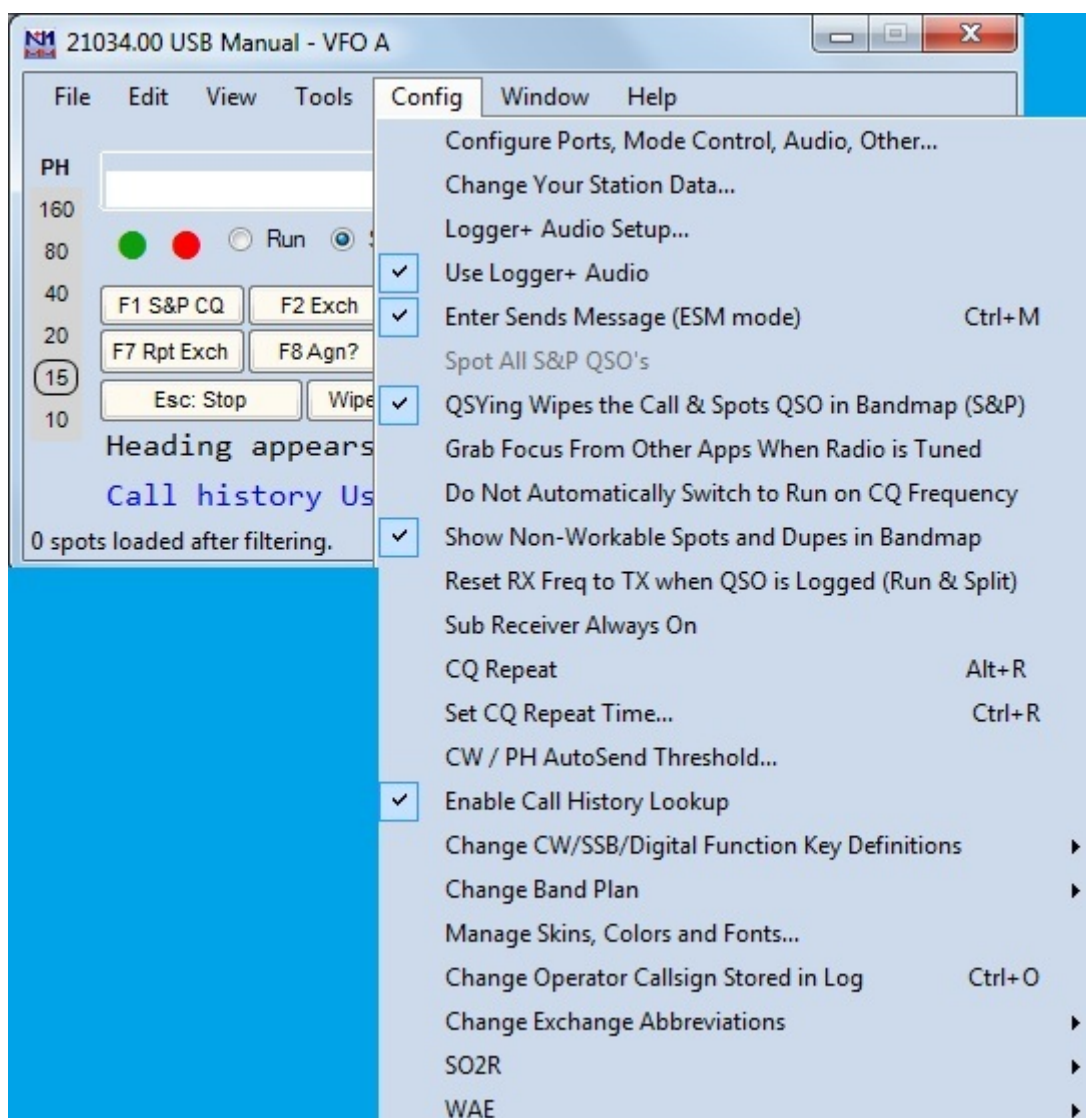 21034.00 USB Manual - VFO A
File Edit View Tools Config Window Help
PH
160
80
40
20
15
10
Run
F1 S&P CQ F2 Exch
F7 Rpt Exch F8 Agn?
Esc: Stop Wipe
Heading appears
Call history Us
0 spots loaded after filtering.
Configure Ports, Mode Control, Audio, Other...
Change Your Station Data...
Logger+ Audio Setup...
Use Logger+ Audio
Enter Sends Message (ESM mode) Ctrl+M
Spot All S&P QSO's
QSYing Wipes the Call & Spots QSO in Bandmap (S&P)
Grab Focus From Other Apps When Radio is Tuned
Do Not Automatically Switch to Run on CQ Frequency
Show Non-Workable Spots and Dupes in Bandmap
Reset RX Freq to TX when QSO is Logged (Run & Split)
Sub Receiver Always On
CQ Repeat Alt+R
Set CQ Repeat Time... Ctrl+R
CW / PH AutoSend Threshold...
Enable Call History Lookup
Change CW/SSB/Digital Function Key Definitions
Change Band Plan
Manage Skins, Colors and Fonts...
Change Operator Callsign Stored in Log Ctrl+O
Change Exchange Abbreviations
SO2R
WAE